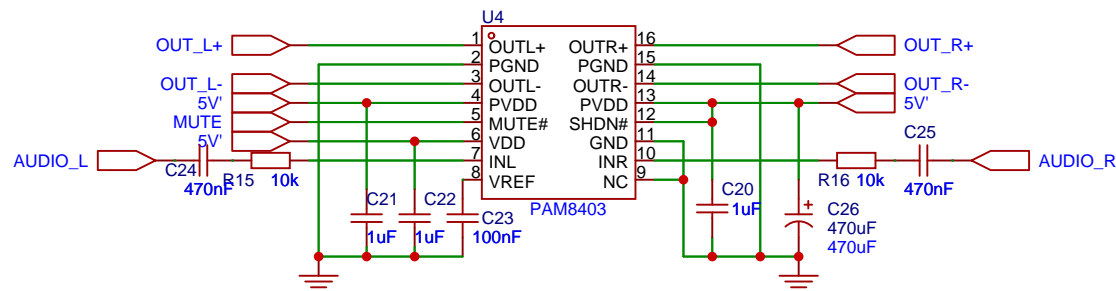 U4
OUT_L+ 1 OUTL+ OUTR+ 16 OUT_R+
2 PGND PGND 15
OUT_L- 3 OUTL- OUTR- 14 OUT_R-
5V' 4 PVDD PVDD 13 5V'
MUTE 5 MUTE# SHDN# 12
5V' 6 VDD GND 11 C25
AUDIO_L C24 7 INL INR 10 AUDIO_R
470nF R15 10k 8 VREF NC 9 R16 10k 470nF
C21 C22 C23 PAM8403 C20 C26
1uF 1uF 100nF 1uF 470uF
470uF